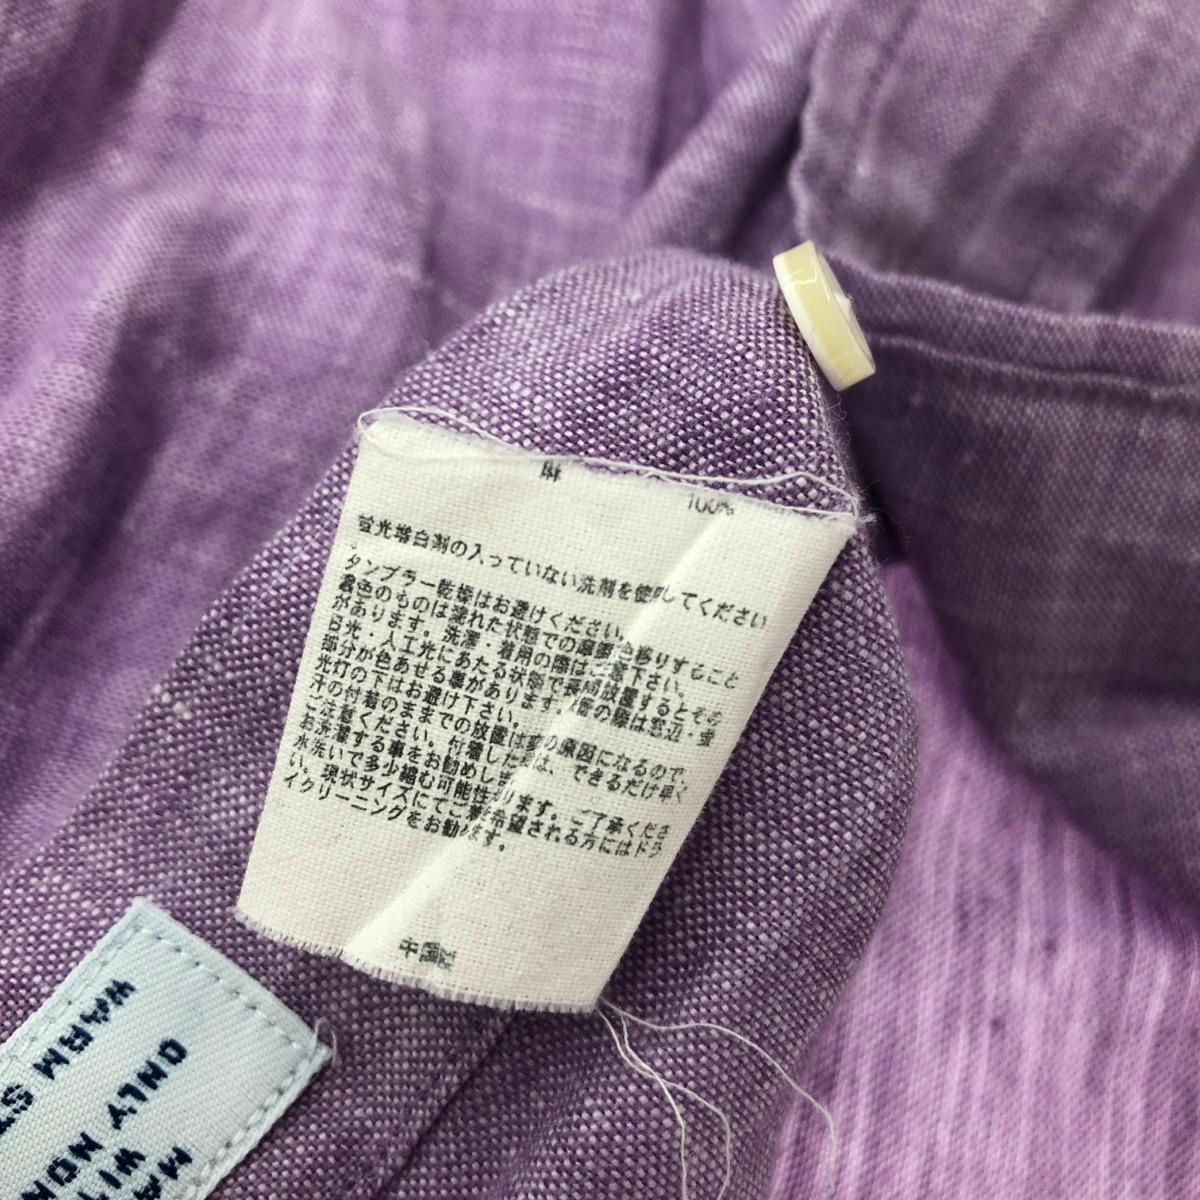 麻 100%
蛍光増白剤の入っていない洗剤を使用してください
タンブラー乾燥はお避けください。
濃色のものは濡れた状態での摩擦で色移りすること
があります。洗濯・着用の際はご注意下さい。
日光・人工光にあたる状態で長時間放置するとその
部分が色あせる事があります。保管の際は窓辺・蛍
光灯の下はお避け下さい。
汗の付着のままでの放置は変色の原因になるので、
ご注意ください。付着した際は、できるだけ早く
お洗濯する事をお勧めします。
水洗いで多少縮む可能性があります。ご了承くださ
い。現状サイズにてご着用希望される方にはドラ
イクリーニングをお勧めします。
中国製
WARM
ONLY